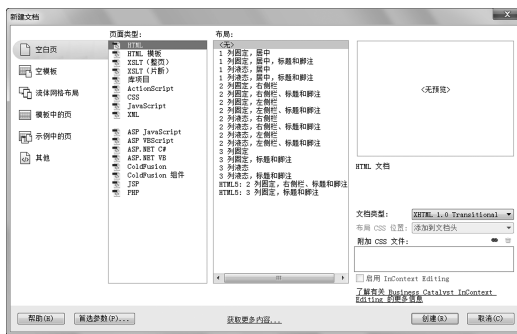 新建文档
空白页
空模板
流体网格布局
模板中的页
示例中的页
其他
页面类型:
HTML
HTML 模板
XSLT (整页)
XSLT (片断)
库项目
ActionScript
CSS
JavaScript
XML
ASP JavaScript
ASP VBScript
ASP.NET C#
ASP.NET VB
ColdFusion
ColdFusion 组件
JSP
PHP
布局:
<无>
1 列固定,居中
1 列固定,居中,标题和脚注
1 列液态,居中
1 列液态,居中,标题和脚注
2 列固定,右侧栏
2 列固定,右侧栏、标题和脚注
2 列固定,左侧栏
2 列固定,左侧栏、标题和脚注
2 列液态,右侧栏
2 列液态,右侧栏、标题和脚注
2 列液态,左侧栏
2 列液态,左侧栏、标题和脚注
3 列固定
3 列固定,标题和脚注
3 列液态
3 列液态,标题和脚注
HTML5: 2 列固定,右侧栏、标题和脚注
HTML5: 3 列固定,标题和脚注
<无预览>
HTML 文档
文档类型: XHTML 1.0 Transitional
布局 CSS 位置: 添加到文档头
附加 CSS 文件:
启用 InContext Editing
了解有关 Business Catalyst InContext
Editing 的更多信息
帮助(H) 首选参数(P)... 获取更多内容... 创建(R) 取消(C)